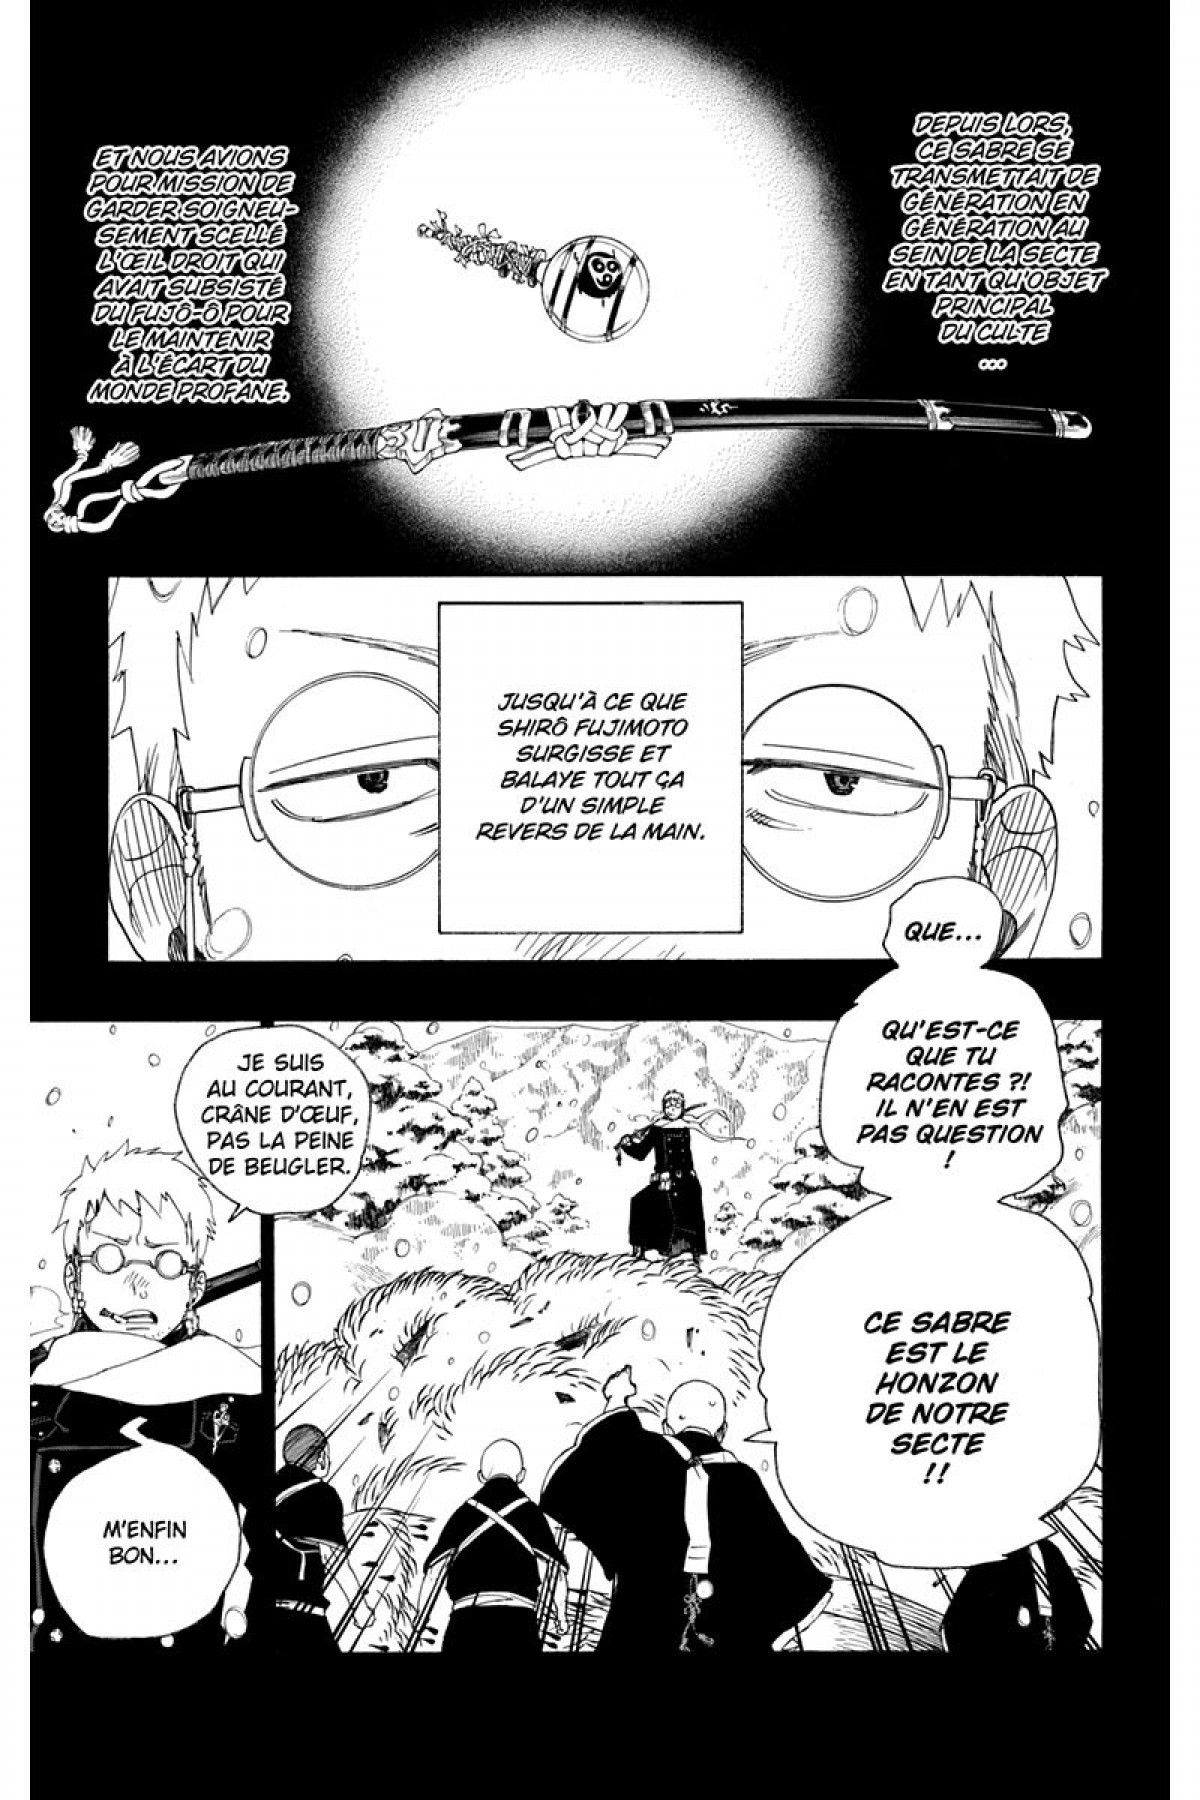 DEPUIS LORS,
CE SABRE SE
TRANSMETTAIT DE
GÉNÉRATION EN
GÉNÉRATION AU
SEIN DE LA SECTE
EN TANT QU'OBJET
PRINCIPAL
DU CULTE
...
ET NOUS AVIONS
POUR MISSION DE
GARDER SOIGNEU-
SEMENT SCELLÉ
L'ŒIL DROIT QUI
AVAIT SUBSISTÉ
DU FUJÔ-Ô POUR
LE MAINTENIR
À L'ÉCART DU
MONDE PROFANE.
JUSQU'À CE QUE
SHIRÔ FUJIMOTO
SURGISSE ET
BALAYE TOUT ÇA
D'UN SIMPLE
REVERS DE LA MAIN.
QUE...
QU'EST-CE
QUE TU
RACONTES ?!
IL N'EN EST
PAS QUESTION
!
CE SABRE
EST LE
HONZON
DE NOTRE
SECTE
!!
JE SUIS
AU COURANT,
CRÂNE D'ŒUF,
PAS LA PEINE
DE BEUGLER.
M'ENFIN
BON...